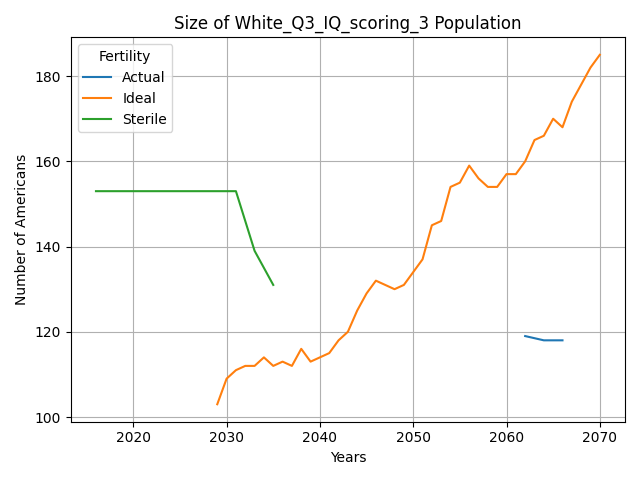 Size of White_Q3_IQ_scoring_3 Population
Fertility
Actual
Ideal
Sterile
Number of Americans
180
160
140
120
100
2020 2030 2040 2050 2060 2070
Years